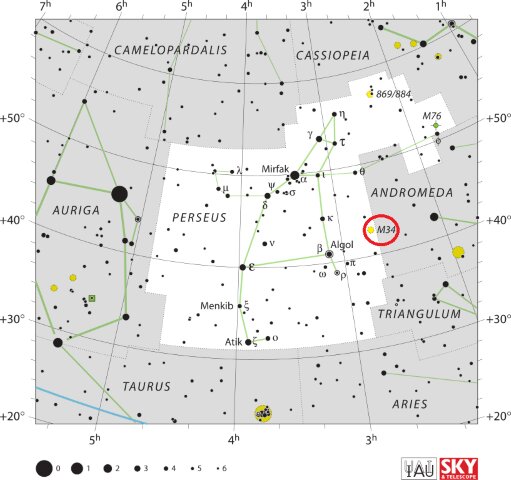 7h 6h 5h 4h 3h 2h 1h
CAMELOPARDALIS
CASSIOPEIA
869/884
+50° +50°
M76
η
γ
τ
φ
Mirfak
λ
α
ι
θ
μ
ψ
σ
δ
AURIGA
PERSEUS
ANDROMEDA
+40° +40°
κ
M34
ν
β Algol
ε
π
ω ρ
Menkib ξ
TRIANGULUM
+30° +30°
Atik ζ ο
TAURUS
ARIES
+20° +20°
5h 4h 3h
0 1 2 3 4 5 6
IAU
SKY
& TELESCOPE